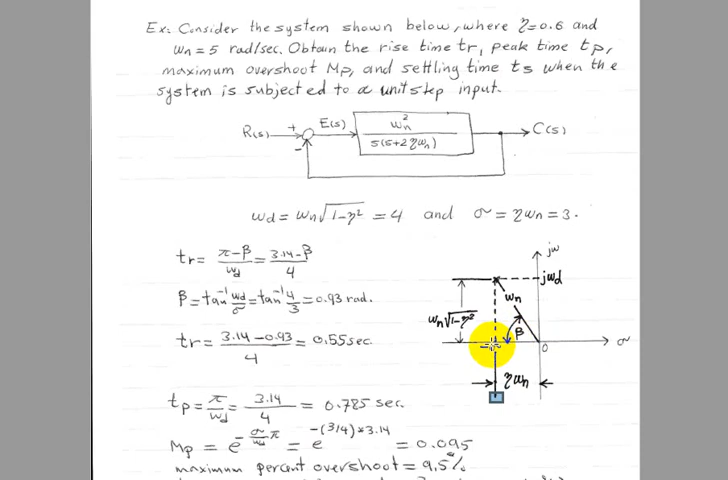 Ex: Consider the system shown below, where ζ=0.6 and
ωn = 5 rad/sec. Obtain the rise time tr, peak time tp,
maximum overshoot Mp, and settling time ts when the
system is subjected to a unit step input.
R(s) + - E(s) ωn² / s(s+2ζωn) C(s)
ωd = ωn√1-ζ² = 4 and σ = ζωn = 3.
tr = π-β / ωd = 3.14-β / 4
β = tan⁻¹ ωd/σ = tan⁻¹ 4/3 = 0.93 rad.
tr = 3.14-0.93 / 4 = 0.55 sec.
jω
jωd
ωn
ωn√1-ζ²
β
0
σ
ζωn
tp = π/ωd = 3.14 / 4 = 0.785 sec.
Mp = e^-(σ/ωd)π = e^-(3/4)*3.14 = 0.095
maximum percent overshoot = 9.5%